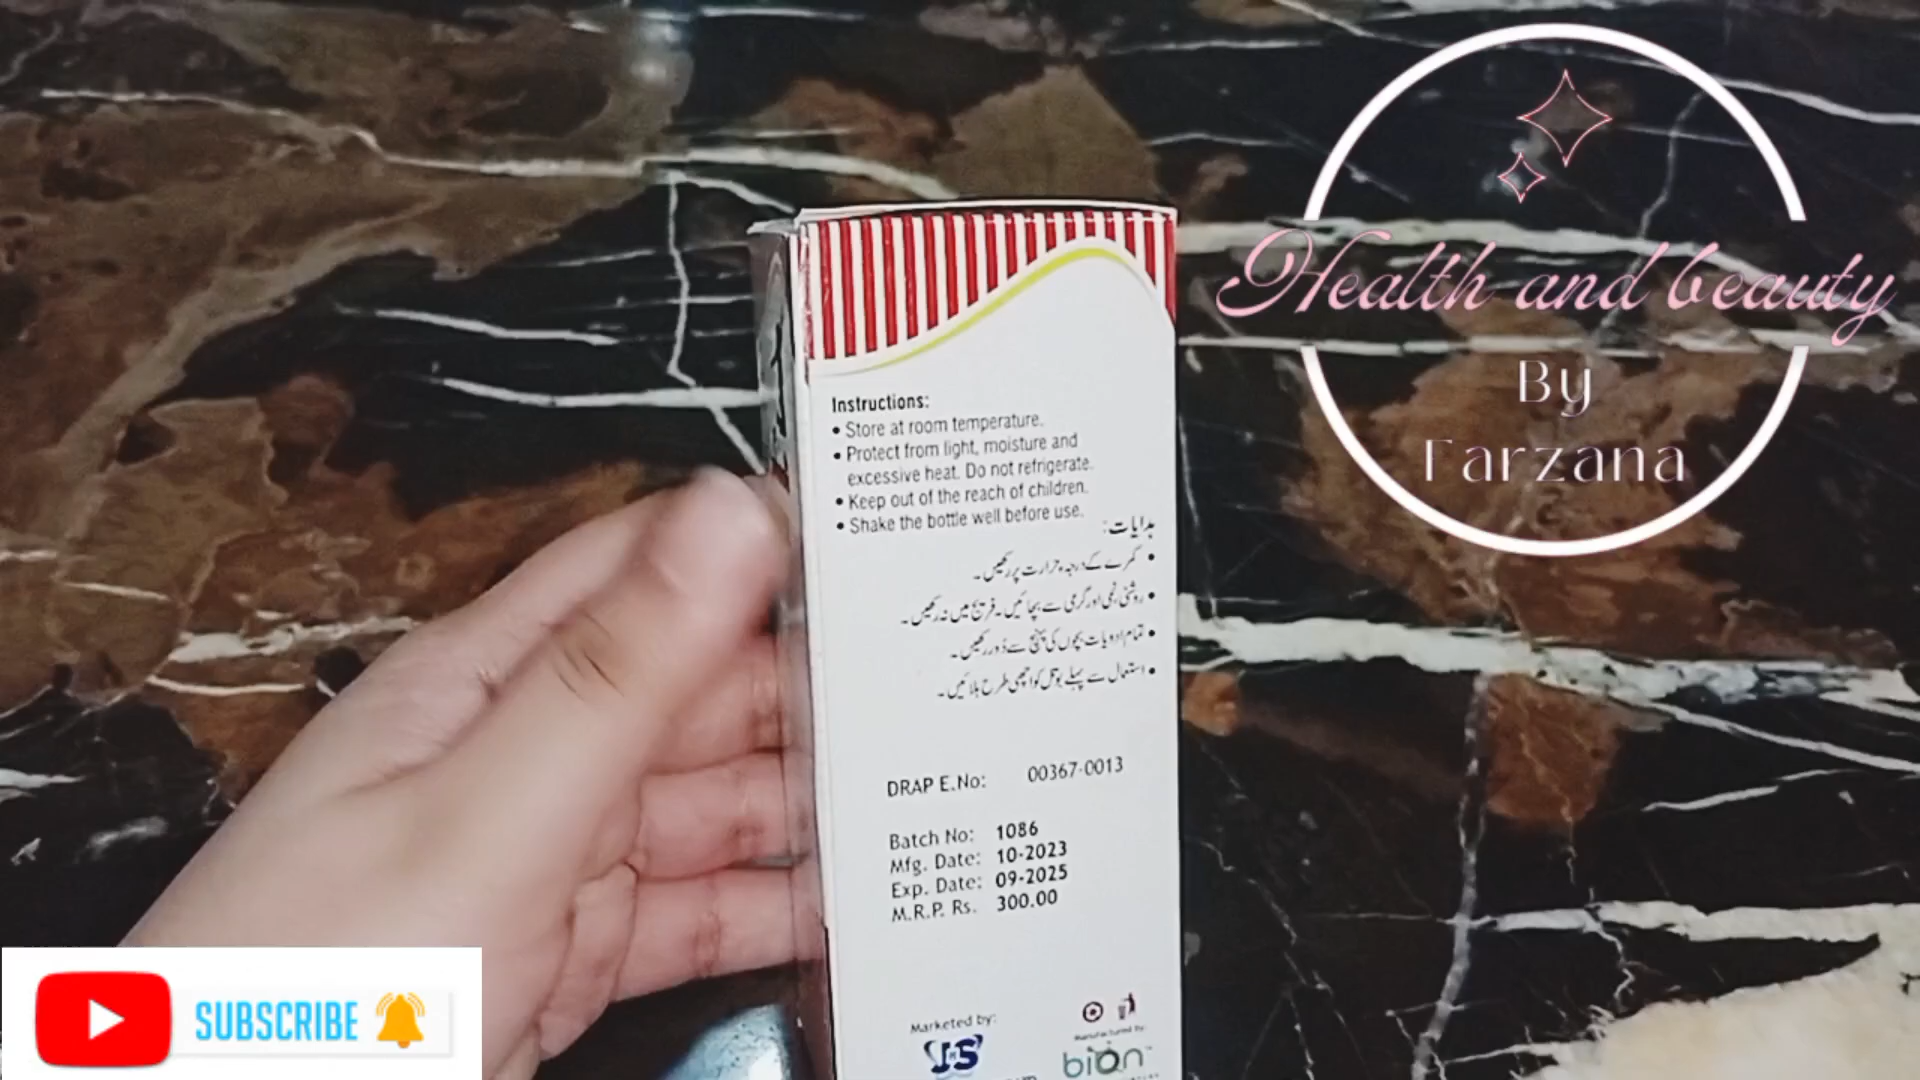 Health and beauty
By
Farzana
Instructions:
• Store at room temperature.
• Protect from light, moisture and
excessive heat. Do not refrigerate.
• Keep out of the reach of children.
• Shake the bottle well before use.
ہدایات:
• کمرے کے درجہ حرارت پر رکھیں ۔
• روشنی نمی اور گرمی سے بچائیں ۔ فریج میں نہ رکھیں ۔
• تمام ادویات بچوں کی پہنچ سے دُور رکھیں ۔
• استعمال سے پہلے بوتل کو اچھی طرح ہلائیں ۔
DRAP E.No: 00367-0013
Batch No: 1086
Mfg. Date: 10-2023
Exp. Date: 09-2025
M.R.P. Rs. 300.00
Marketed by:
manufactured by:
bion™
SUBSCRIBE